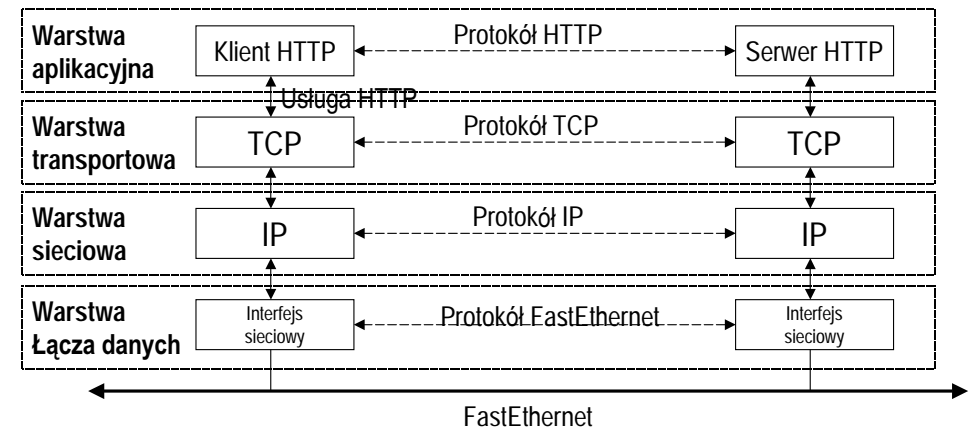 Warstwa
aplikacyjna
Klient HTTP
Protokół HTTP
Serwer HTTP
Usługa HTTP
Warstwa
transportowa
TCP
Protokół TCP
TCP
Warstwa
sieciowa
IP
Protokół IP
IP
Warstwa
Łącza danych
Interfejs
sieciowy
Protokół FastEthernet
Interfejs
sieciowy
FastEthernet